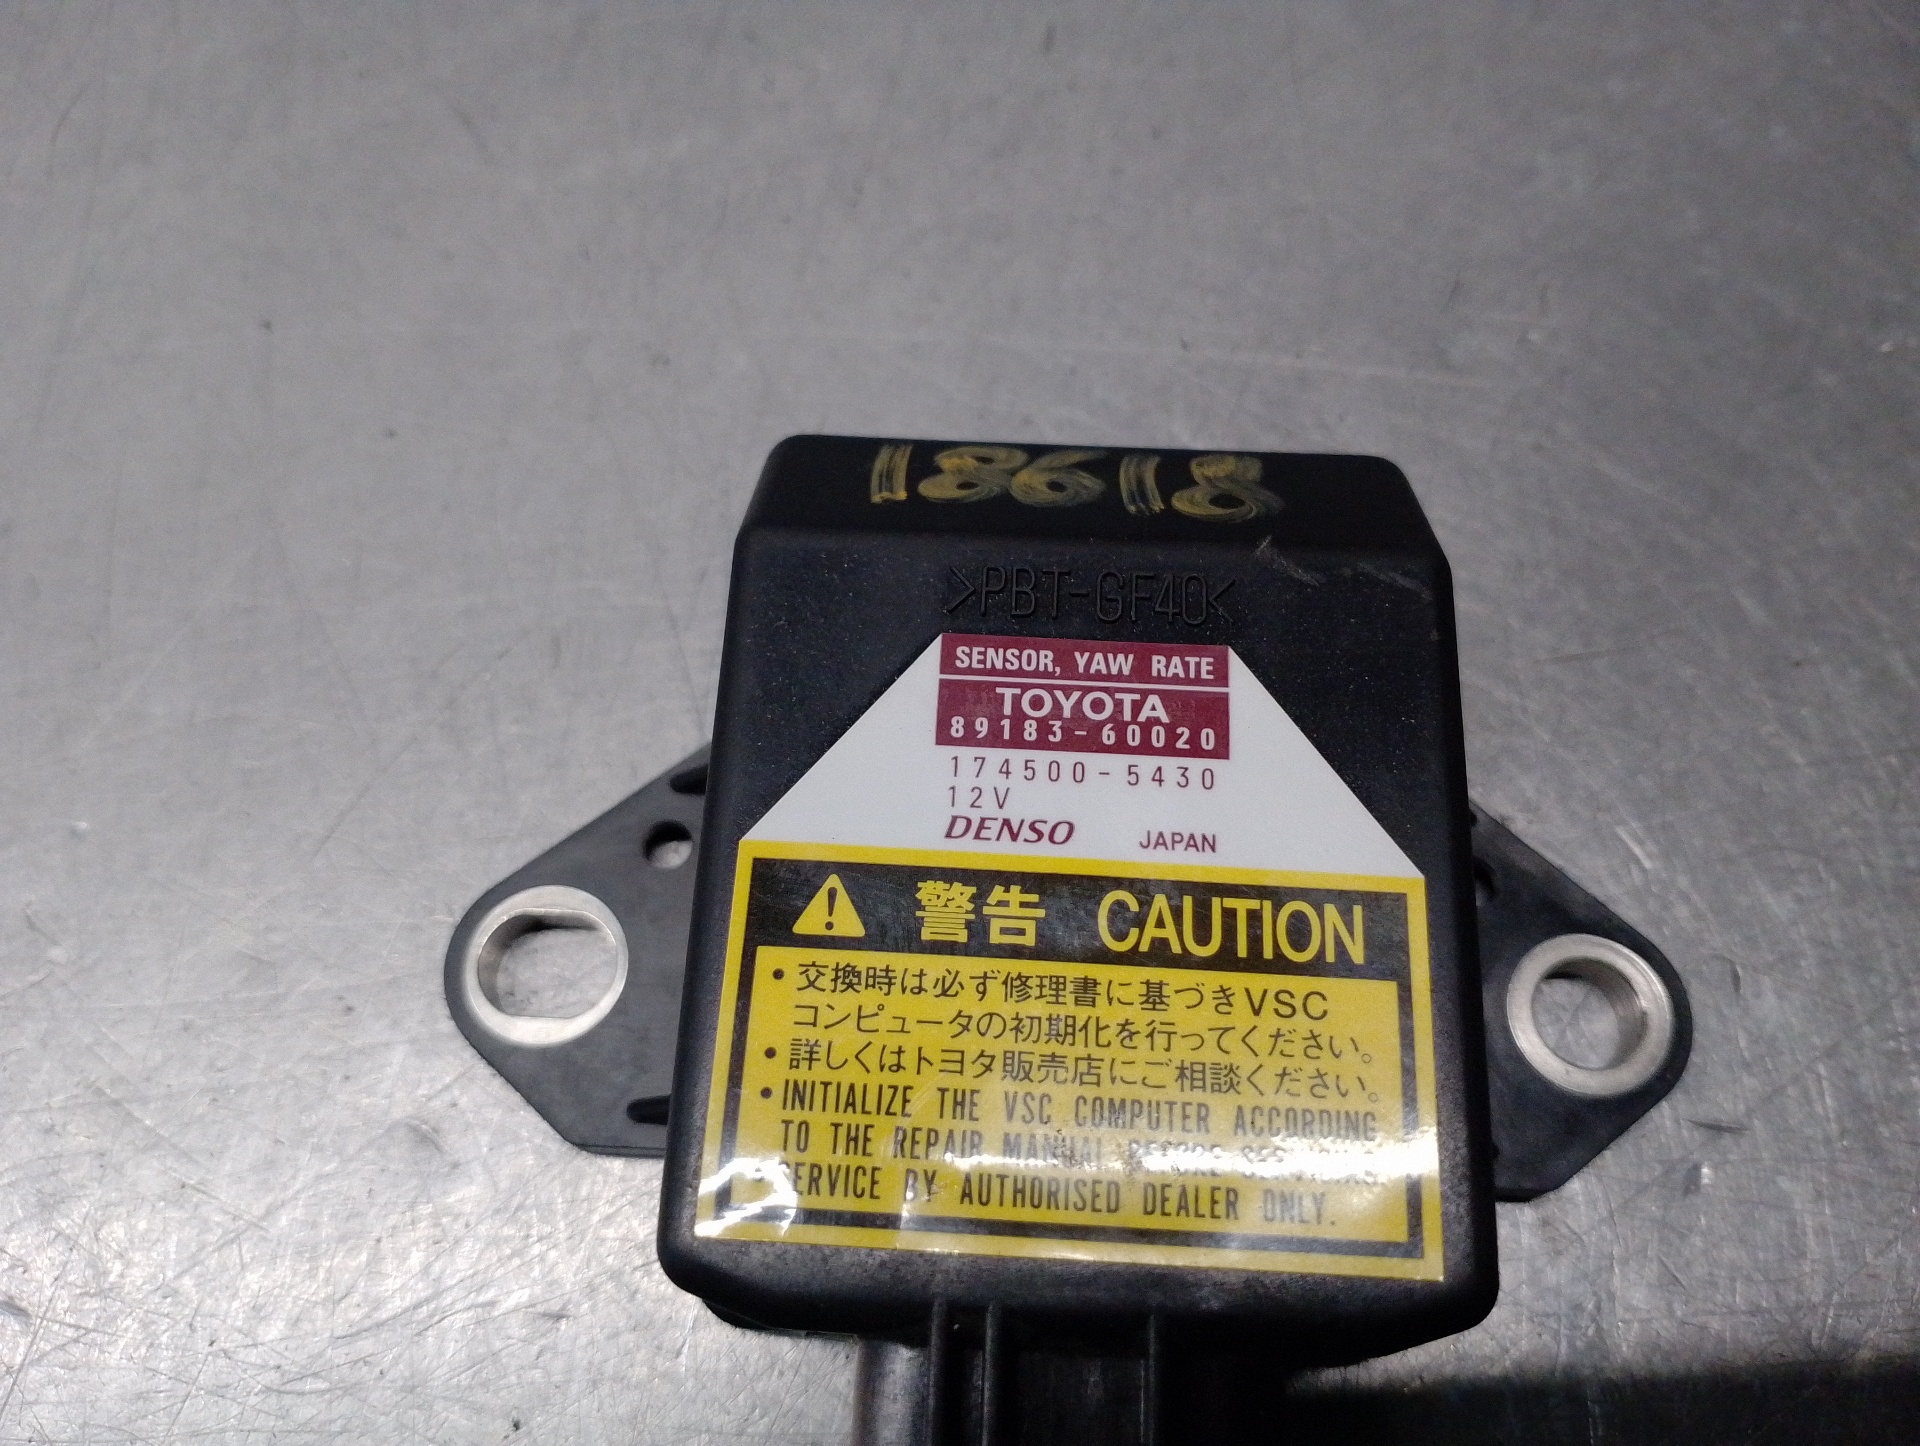 18618
>PBT-GF40<
SENSOR, YAW RATE
TOYOTA
89183-60020
174500-5430
12V
DENSO JAPAN
警告 CAUTION
• 交換時は必ず修理書に基づきVSC
コンピュータの初期化を行ってください。
• 詳しくはトヨタ販売店にご相談ください。
• INITIALIZE THE VSC COMPUTER ACCORDING
TO THE REPAIR MANUAL BEFORE
SERVICE BY AUTHORISED DEALER ONLY.